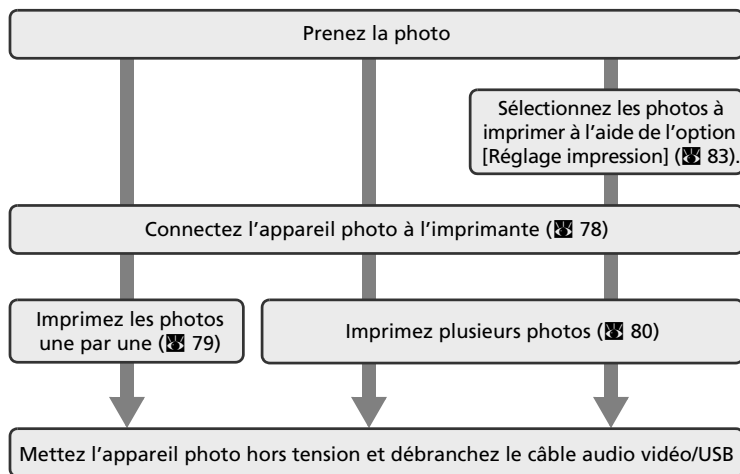 Prenez la photo
Sélectionnez les photos à
imprimer à l'aide de l'option
[Réglage impression] ( 83).
Connectez l'appareil photo à l'imprimante ( 78)
Imprimez les photos
une par une ( 79)
Imprimez plusieurs photos ( 80)
Mettez l'appareil photo hors tension et débranchez le câble audio vidéo/USB